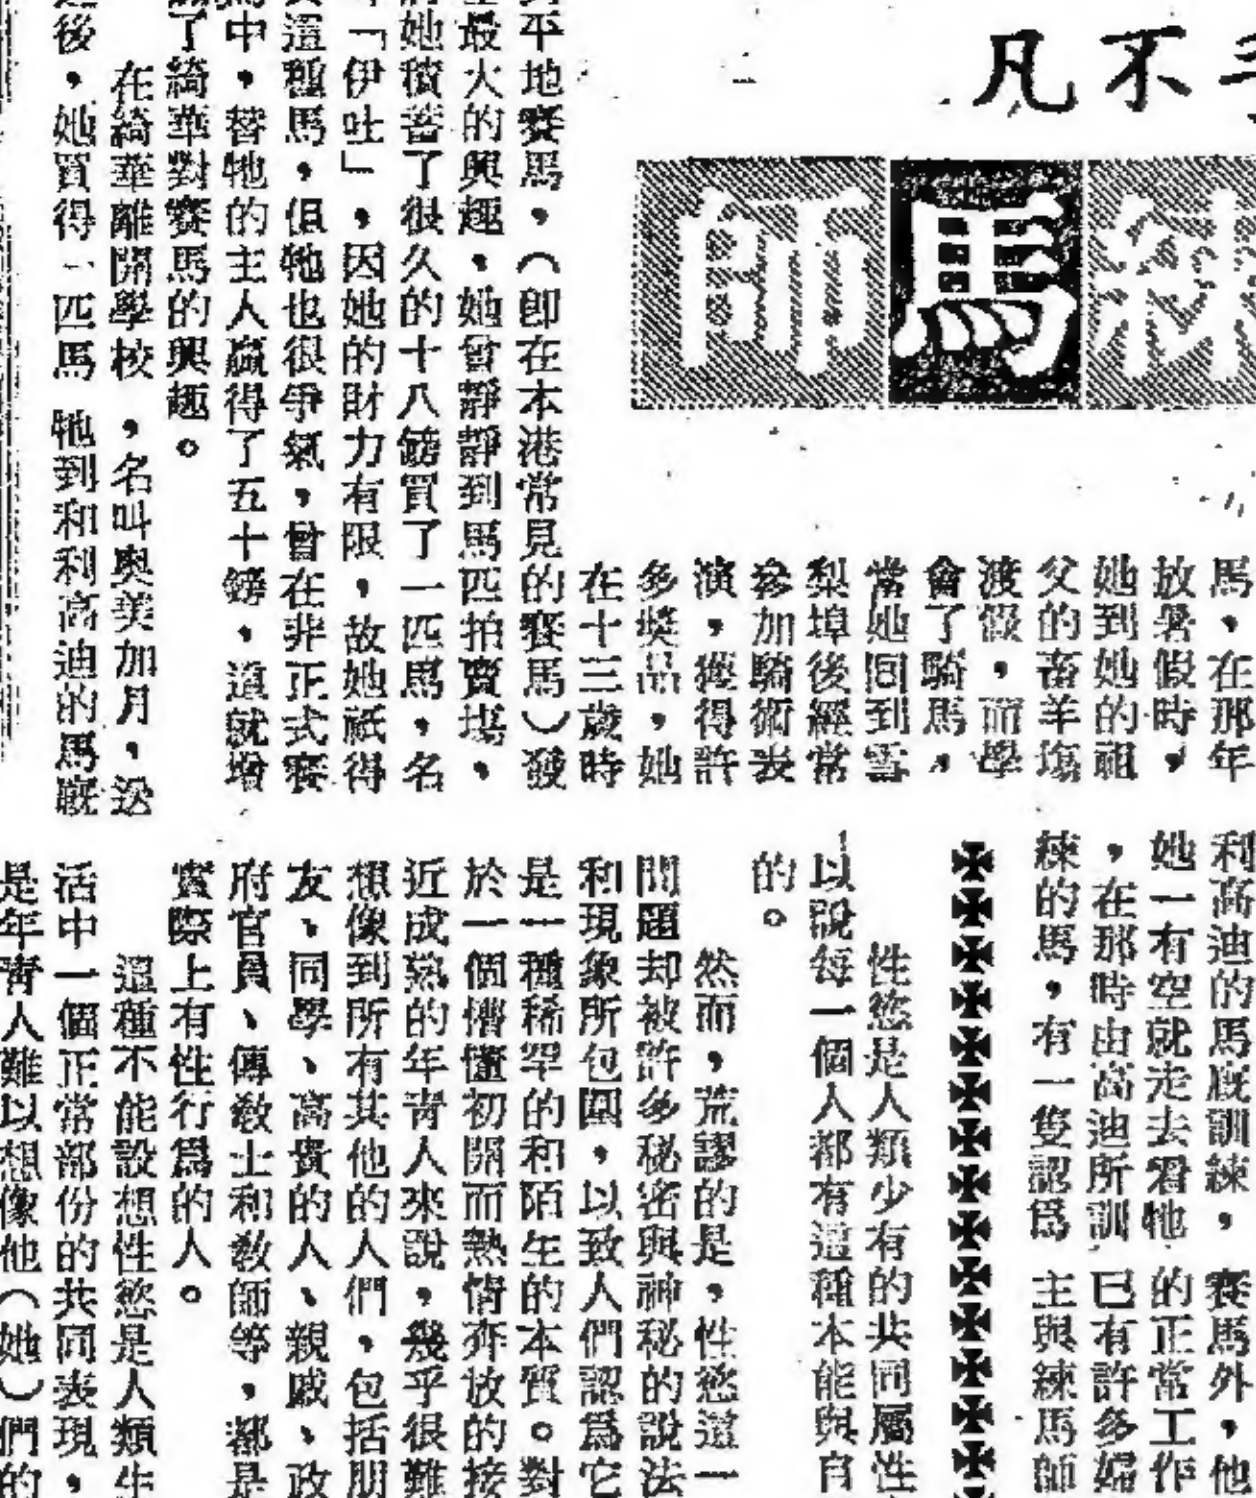 不凡
練馬師
馬,在那年
放暑假時,
她到她的祖
父的畜羊塲
渡假,而學
會了騎馬,
當她回到雪
梨埠後經常
參加騎術表
演,獲得許
多獎品,她
在十三歲時
平地賽馬,(卽在本港常見的賽馬)發
最大的興趣,她曾靜靜到馬匹拍賣塲,
她積蓄了很久的十八鎊買了一匹馬,名
「伊吐」,因她的財力有限,故她祇得
這種馬,但牠也很爭氣,曾在非正式賽
中,替牠的主人贏得了五十鎊,這就增
了綺華對賽馬的興趣。
在綺華離開學校,名叫奧美加月,送
後,她買得一匹馬 牠到和利高迪的馬廐
利高迪的馬廐訓練,
她一有空就走去看牠
,在那時由高迪所訓
練的馬,有一隻認爲
賽馬外,他
的正常工作
已有許多婦
主與練馬師
性慾是人類少有的共同屬性
以說每一個人都有這種本能與自
的。
然而,荒謬的是,性慾這一
問題却被許多秘密與神秘的說法
和現象所包圍,以致人們認爲它
是一種稀罕的和陌生的本質。對
於一個懵懂初開而熱情奔放的接
近成熟的年青人來說,幾乎很難
想像到所有其他的人們,包括朋
友、同學、高貴的人、親戚、政
府官員、傳敎士和敎師等,都是
實際上有性行爲的人。
這種不能設想性慾是人類生
活中一個正常部份的共同表現,
是年靑人難以想像他(她)們的